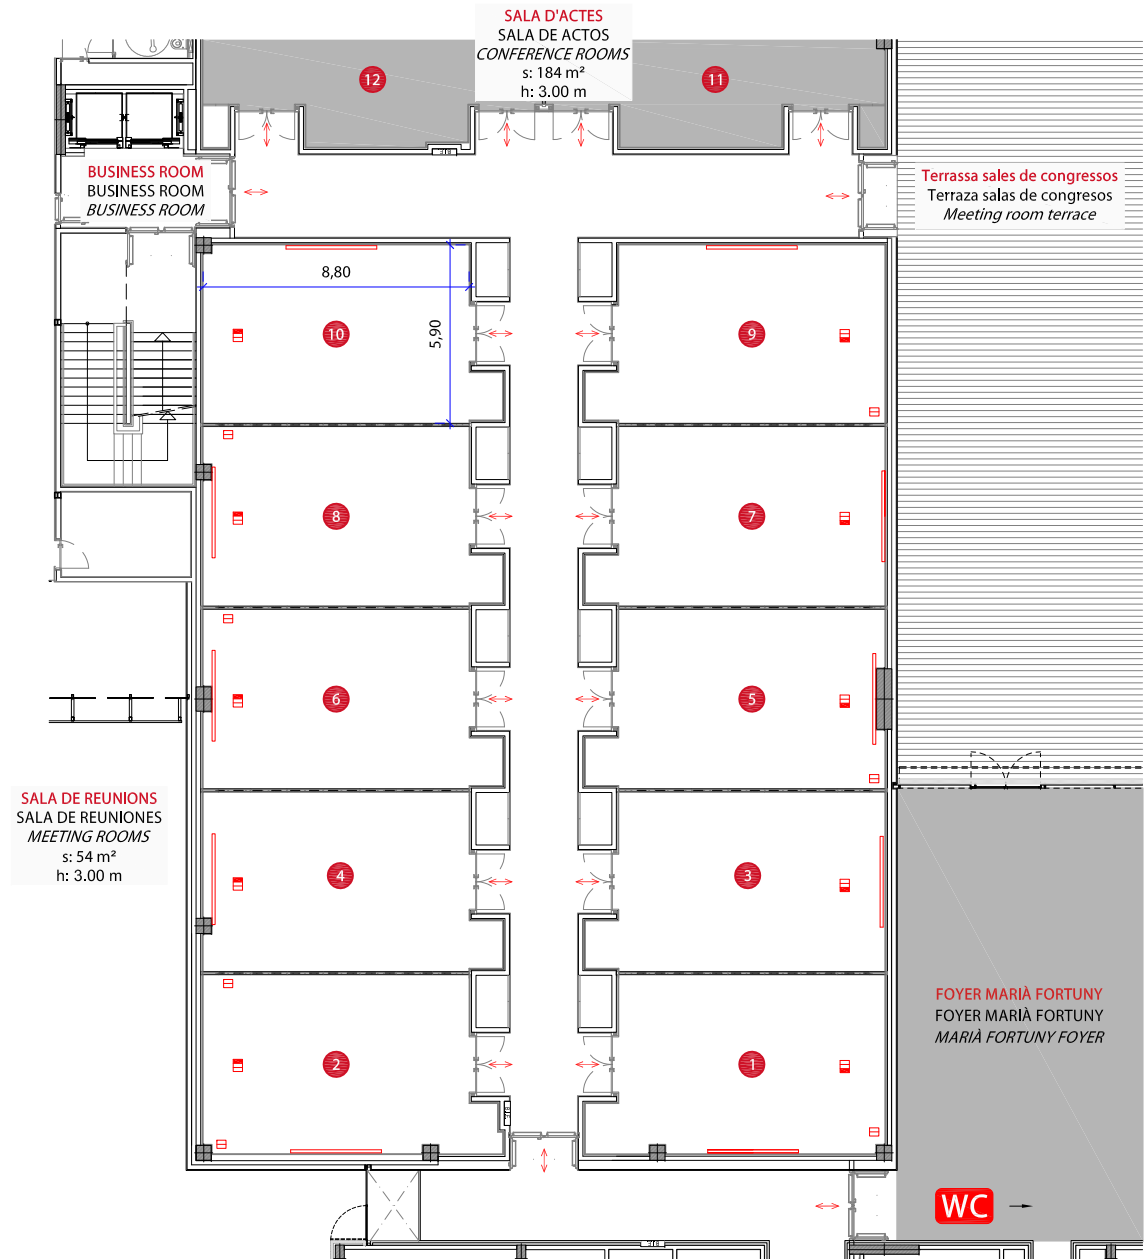 SALA D'ACTES
SALA DE ACTOS
CONFERENCE ROOMS
s: 184 m²
h: 3.00 m
12
11
BUSINESS ROOM
BUSINESS ROOM
BUSINESS ROOM
Terrassa sales de congressos
Terraza salas de congresos
Meeting room terrace
8,80
5,90
10
9
8
7
6
5
SALA DE REUNIONS
SALA DE REUNIONES
MEETING ROOMS
s: 54 m²
h: 3.00 m
4
3
FOYER MARIÀ FORTUNY
FOYER MARIÀ FORTUNY
MARIÀ FORTUNY FOYER
2
1
WC